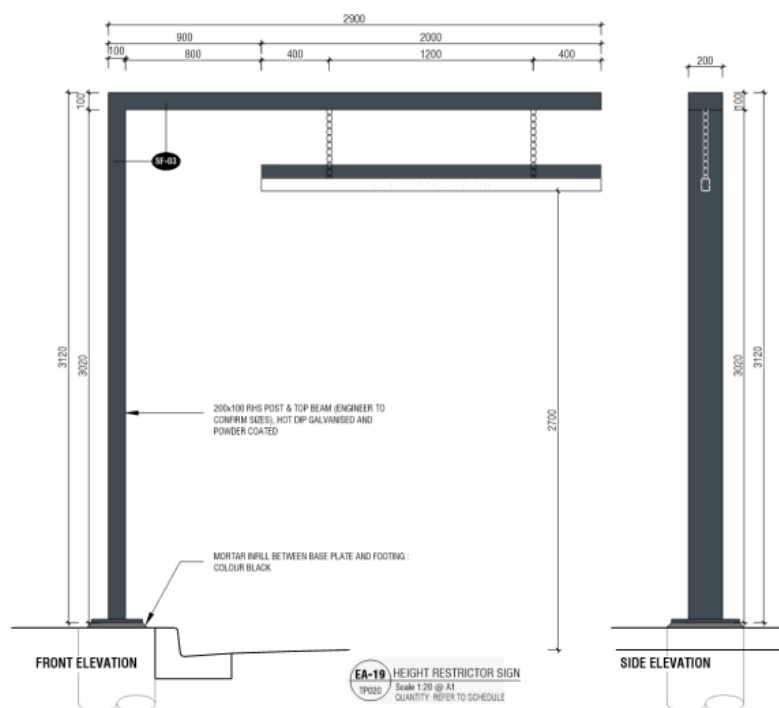 2900
900
2000
100
800
400
1200
400
200
100
100
SF-03
3120
3020
2700
3020
3120
200x100 RHS POST & TOP BEAM (ENGINEER TO
CONFIRM SIZES), HOT DIP GALVANISED AND
POWDER COATED
MORTAR INFILL BETWEEN BASE PLATE AND FOOTING :
COLOUR BLACK
FRONT ELEVATION
EA-19
TP020
HEIGHT RESTRICTOR SIGN
Scale 1:20 @ A1
QUANTITY: REFER TO SCHEDULE
SIDE ELEVATION